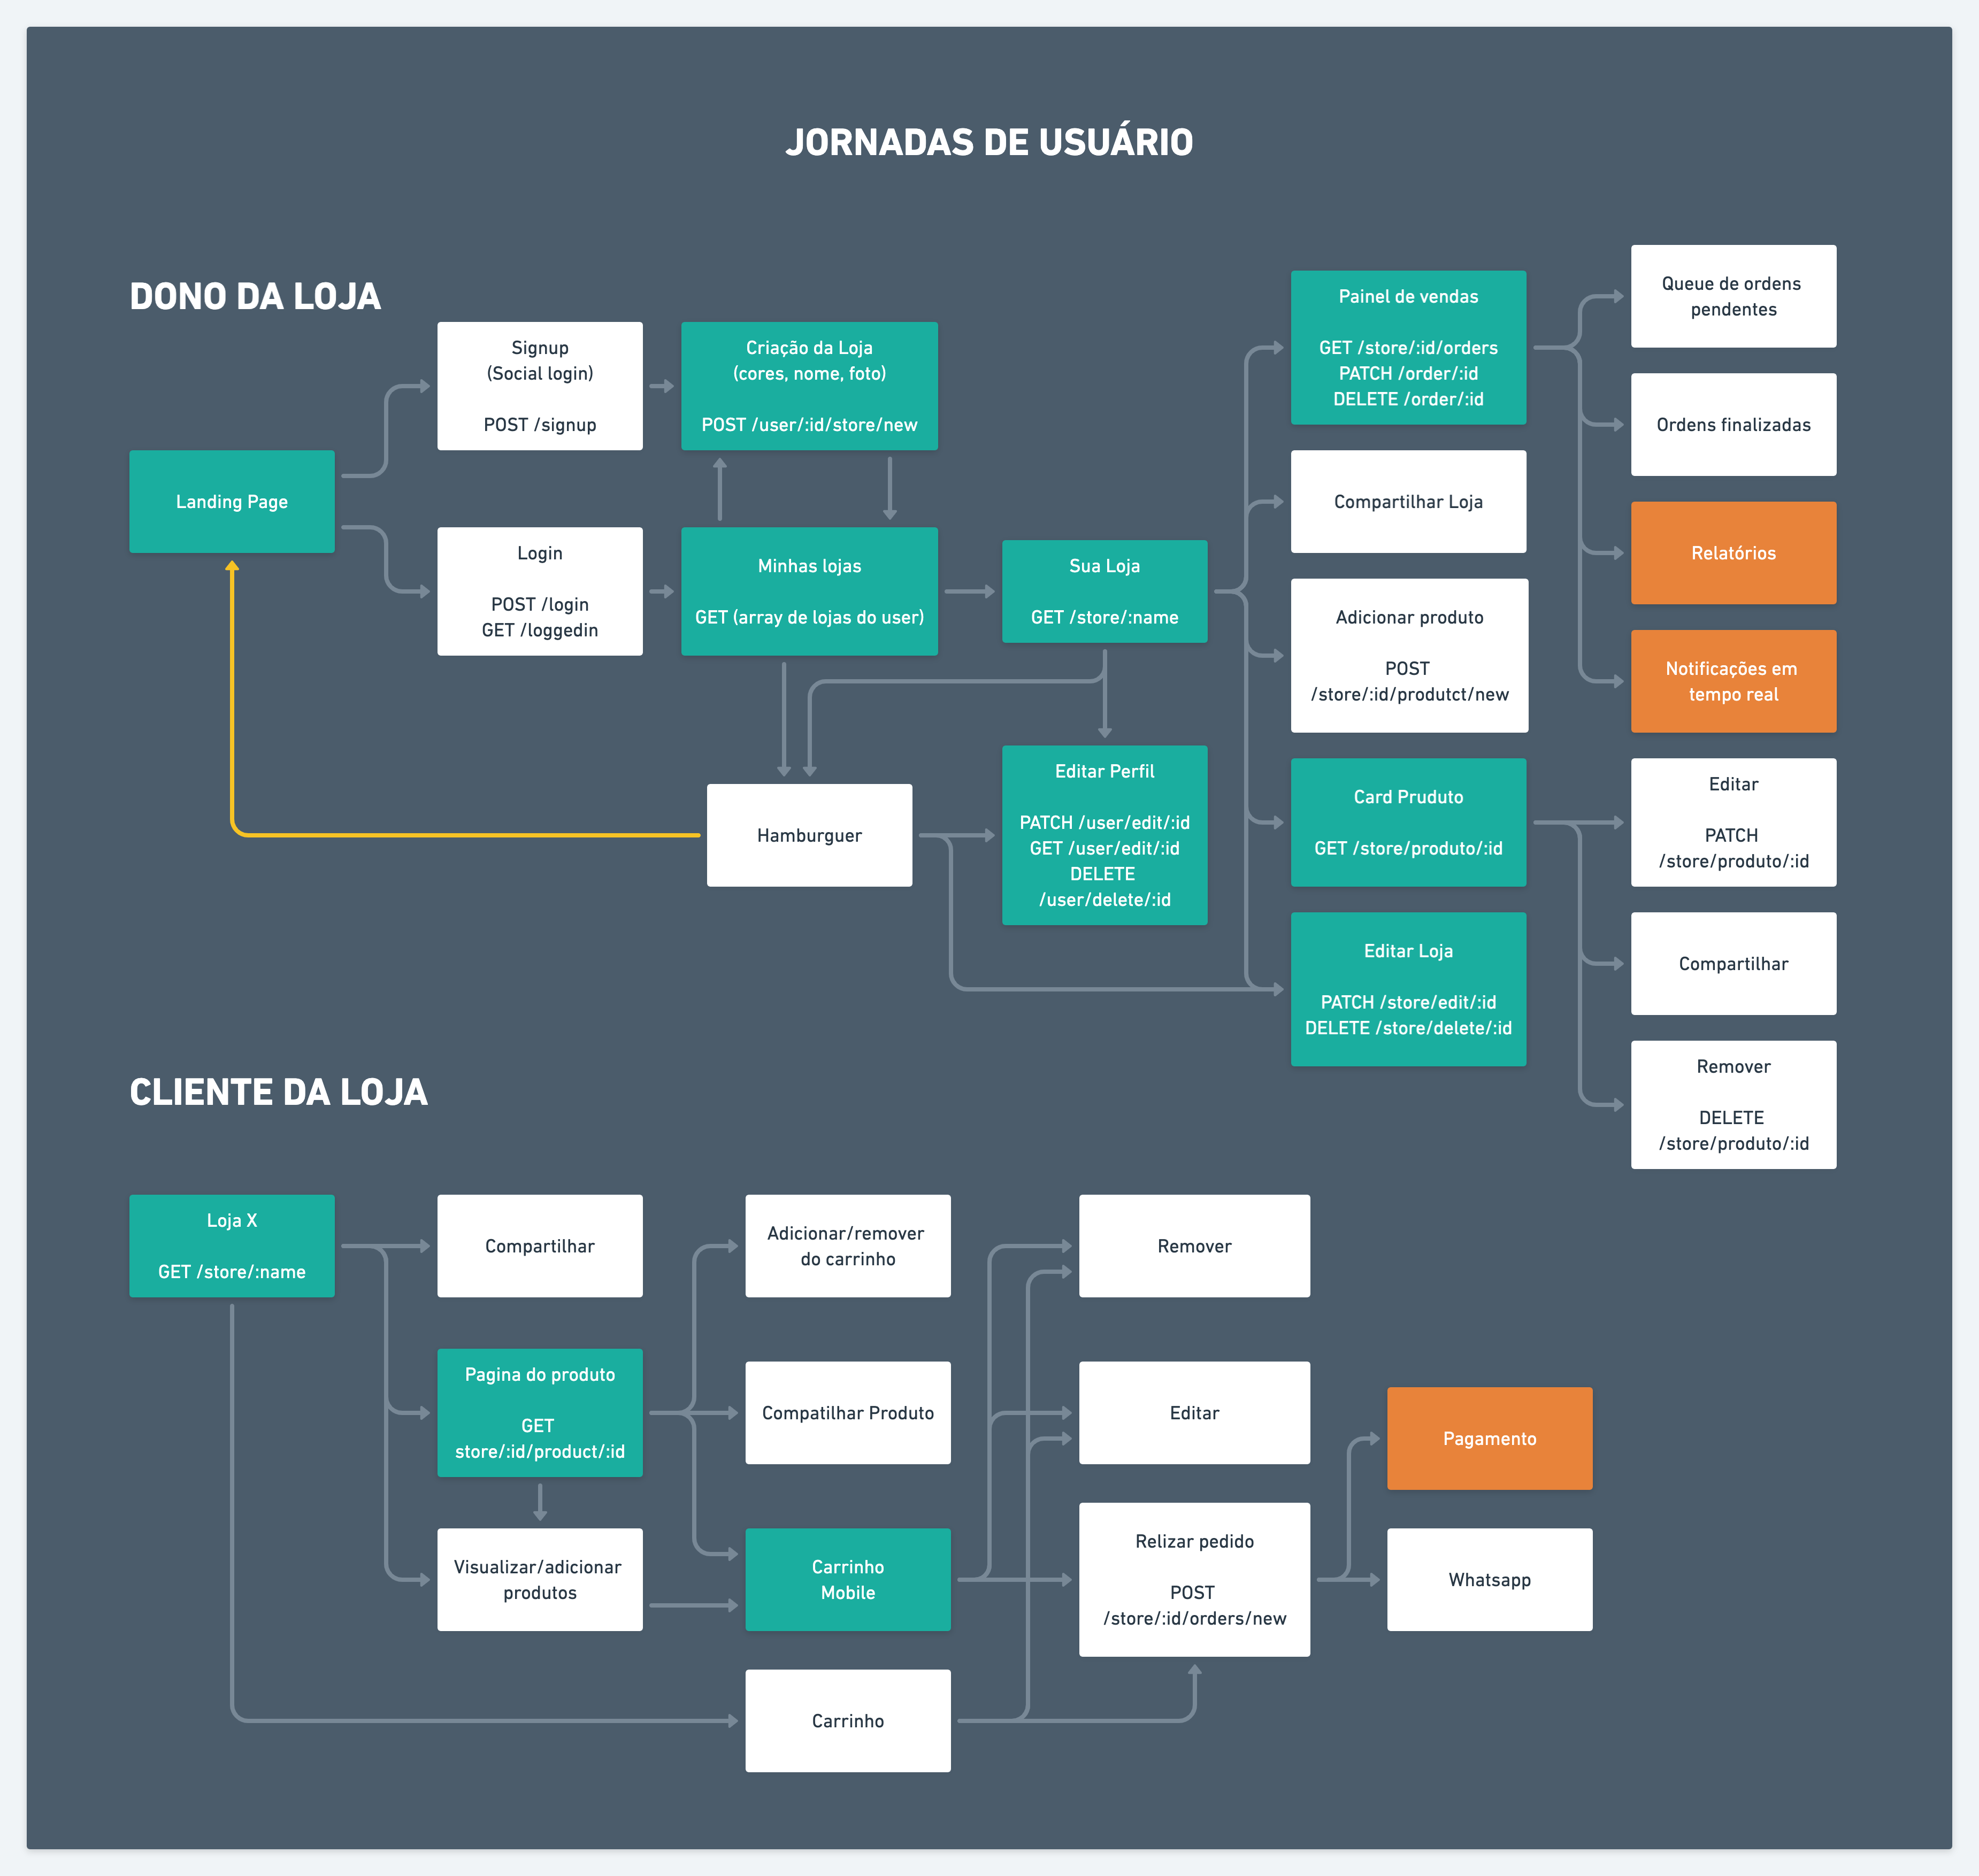 JORNADAS DE USUÁRIO
DONO DA LOJA
Landing Page
Signup
(Social login)
POST /signup
Login
POST /login
GET /loggedin
Criação da Loja
(cores, nome, foto)
POST /user/:id/store/new
Minhas lojas
GET (array de lojas do user)
Sua Loja
GET /store/:name
Hamburguer
Editar Perfil
PATCH /user/edit/:id
GET /user/edit/:id
DELETE
/user/delete/:id
Painel de vendas
GET /store/:id/orders
PATCH /order/:id
DELETE /order/:id
Compartilhar Loja
Adicionar produto
POST
/store/:id/produtct/new
Card Pruduto
GET /store/produto/:id
Editar Loja
PATCH /store/edit/:id
DELETE /store/delete/:id
Queue de ordens
pendentes
Ordens finalizadas
Relatórios
Notificações em
tempo real
Editar
PATCH
/store/produto/:id
Compartilhar
Remover
DELETE
/store/produto/:id
CLIENTE DA LOJA
Loja X
GET /store/:name
Compartilhar
Pagina do produto
GET
store/:id/product/:id
Visualizar/adicionar
produtos
Adicionar/remover
do carrinho
Compatilhar Produto
Carrinho
Mobile
Carrinho
Remover
Editar
Relizar pedido
POST
/store/:id/orders/new
Pagamento
Whatsapp